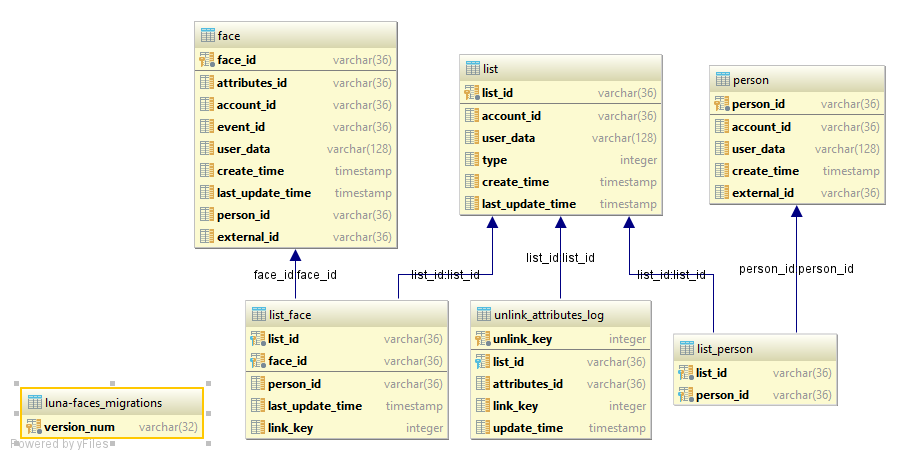 face
face_id varchar(36)
attributes_id varchar(36)
account_id varchar(36)
event_id varchar(36)
user_data varchar(128)
create_time timestamp
last_update_time timestamp
person_id varchar(36)
external_id varchar(36)
list
list_id varchar(36)
account_id varchar(36)
user_data varchar(128)
type integer
create_time timestamp
last_update_time timestamp
person
person_id varchar(36)
account_id varchar(36)
user_data varchar(128)
create_time timestamp
external_id varchar(36)
face_id:face_id
list_id:list_id
list_id:list_id
list_id:list_id
person_id:person_id
list_face
list_id varchar(36)
face_id varchar(36)
person_id varchar(36)
last_update_time timestamp
link_key integer
unlink_attributes_log
unlink_key integer
list_id varchar(36)
attributes_id varchar(36)
link_key integer
update_time timestamp
list_person
list_id varchar(36)
person_id varchar(36)
luna-faces_migrations
version_num varchar(32)
Powered by yFiles